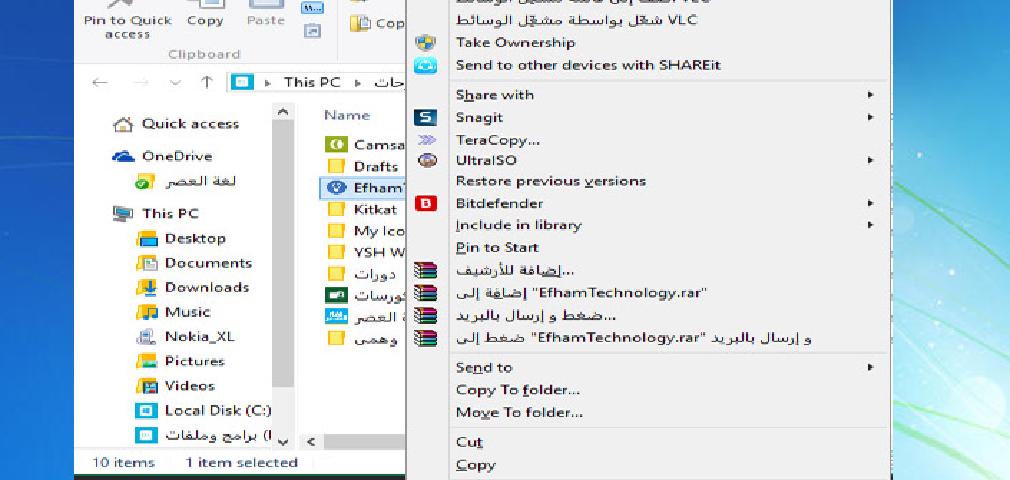 Pin to Quick access
Copy
Paste
Clipboard
Cop
This PC
Quick access
OneDrive
لغة العصر
This PC
Desktop
Documents
Downloads
Music
Nokia_XL
Pictures
Videos
Local Disk (C:)
برامج وملفات
10 items
1 item selected
Name
Camsa
Drafts
Efham
Kitkat
My Ico
YSH W
دورات
العصر
وهمى
شغّل بواسطة مشغّل الوسائط VLC
Take Ownership
Send to other devices with SHAREit
Share with
Snagit
TeraCopy...
UltraISO
Restore previous versions
Bitdefender
Include in library
Pin to Start
إضافة للأرشيف...
إضافة إلى "EfhamTechnology.rar"
ضغط و إرسال بالبريد...
ضغط إلى "EfhamTechnology.rar" و إرسال بالبريد
Send to
Copy To folder...
Move To folder...
Cut
Copy